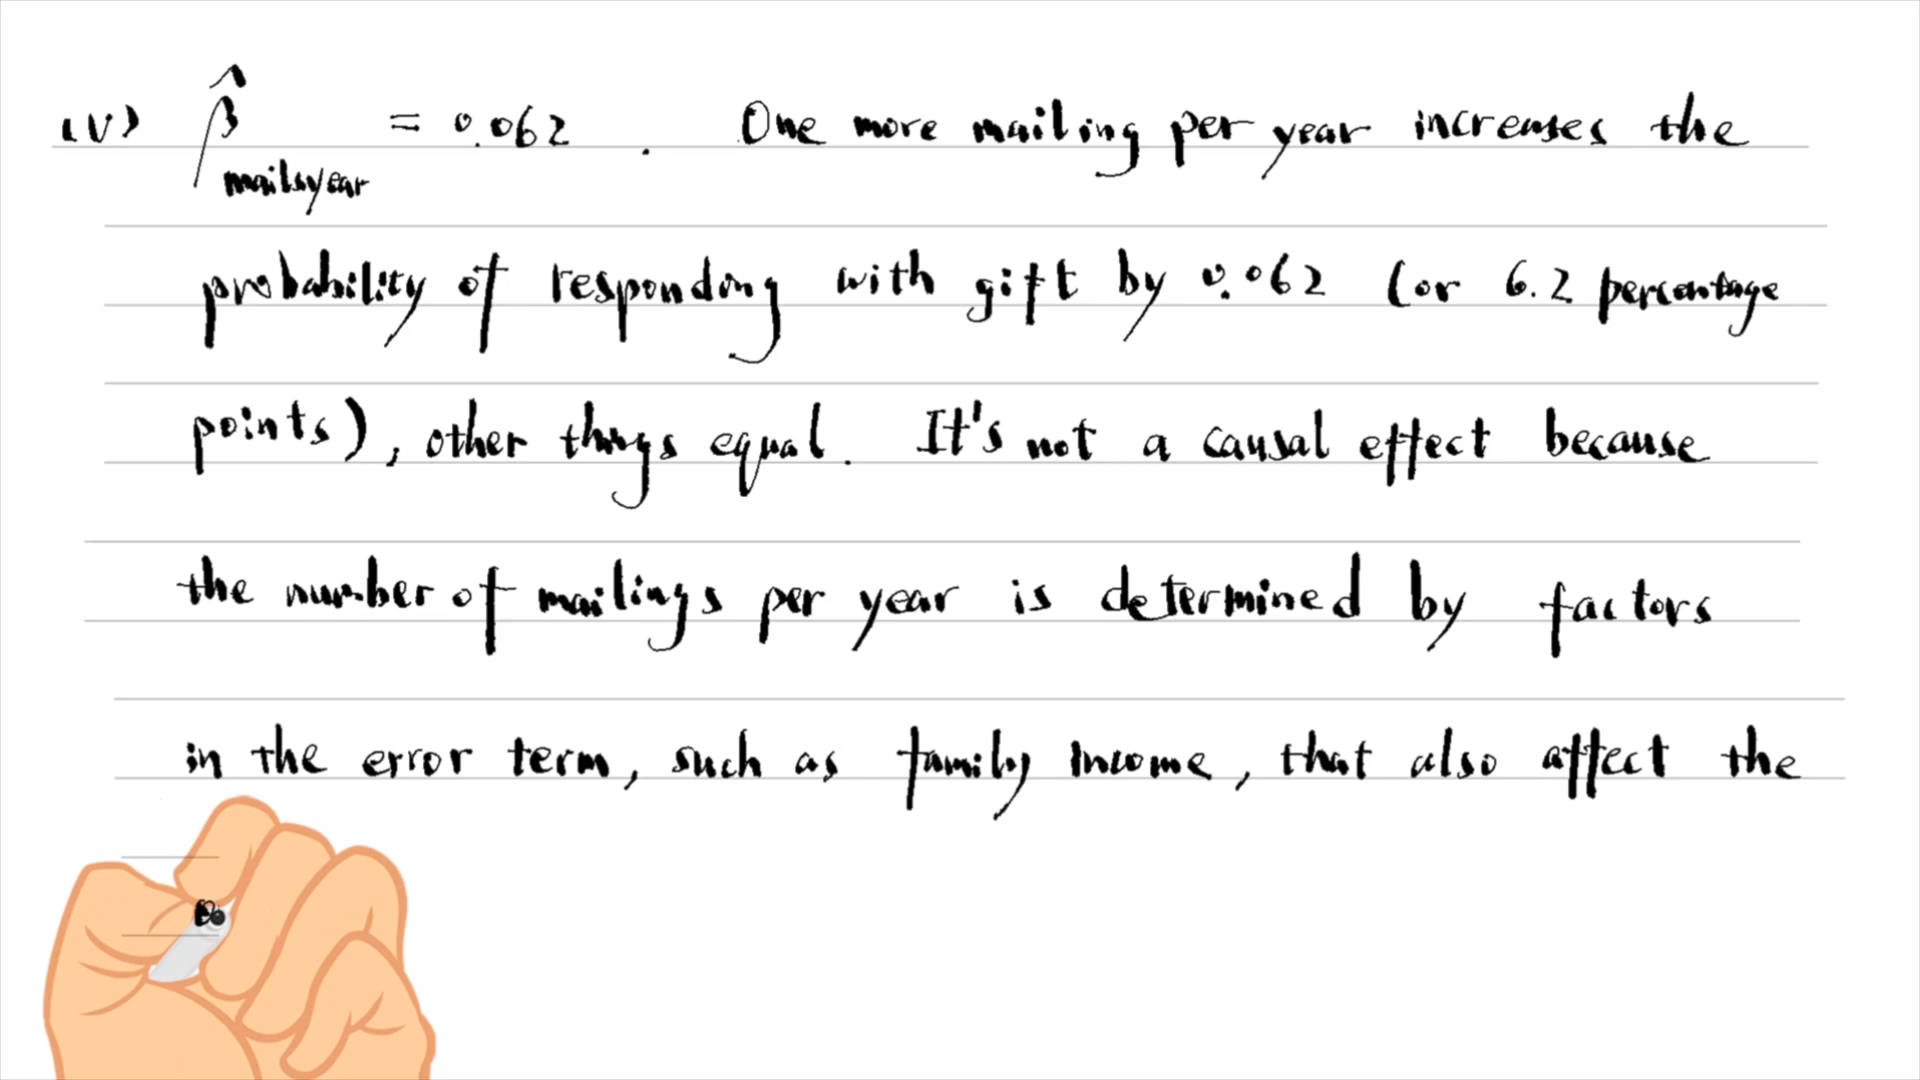 (v) β̂ mailsyear = 0.062 . One more mailing per year increases the
probability of responding with gift by 0.062 (or 6.2 percentage
points), other things equal. It's not a causal effect because
the number of mailings per year is determined by factors
in the error term, such as family income, that also affect the